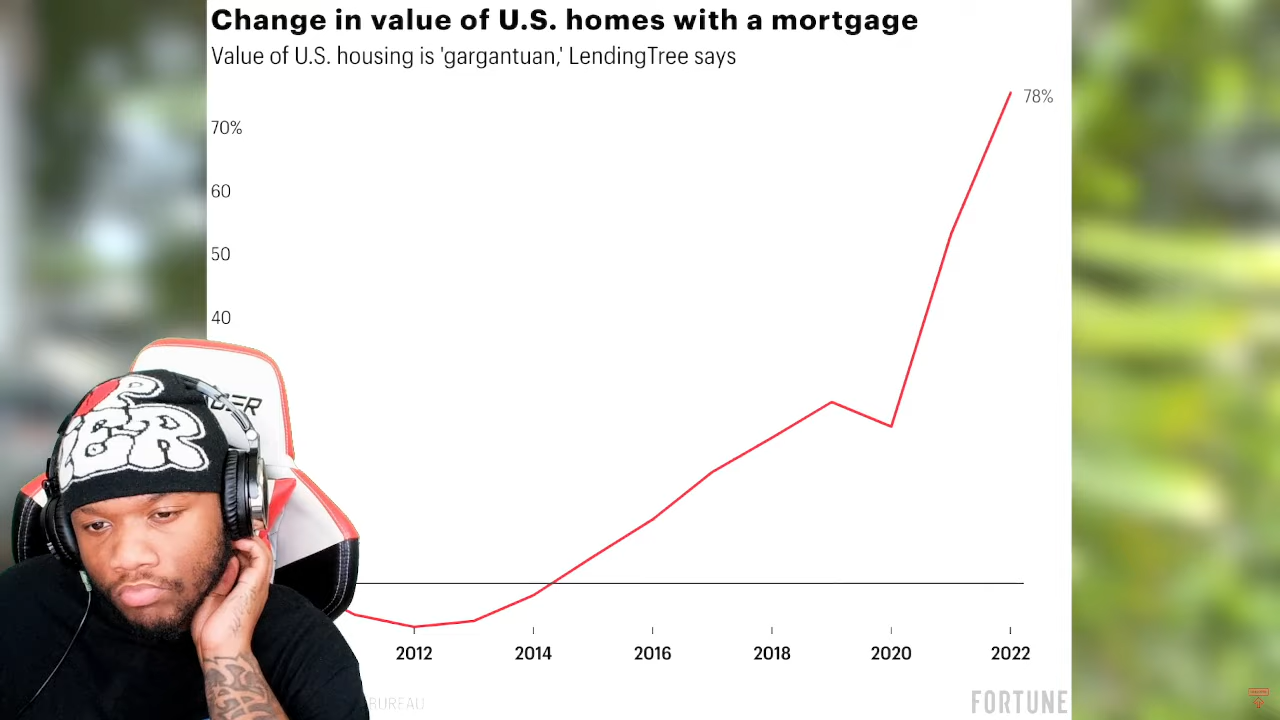 Change in value of U.S. homes with a mortgage
Value of U.S. housing is 'gargantuan,' LendingTree says
78%
70%
60
50
40
2012 2014 2016 2018 2020 2022
BUREAU
FORTUNE